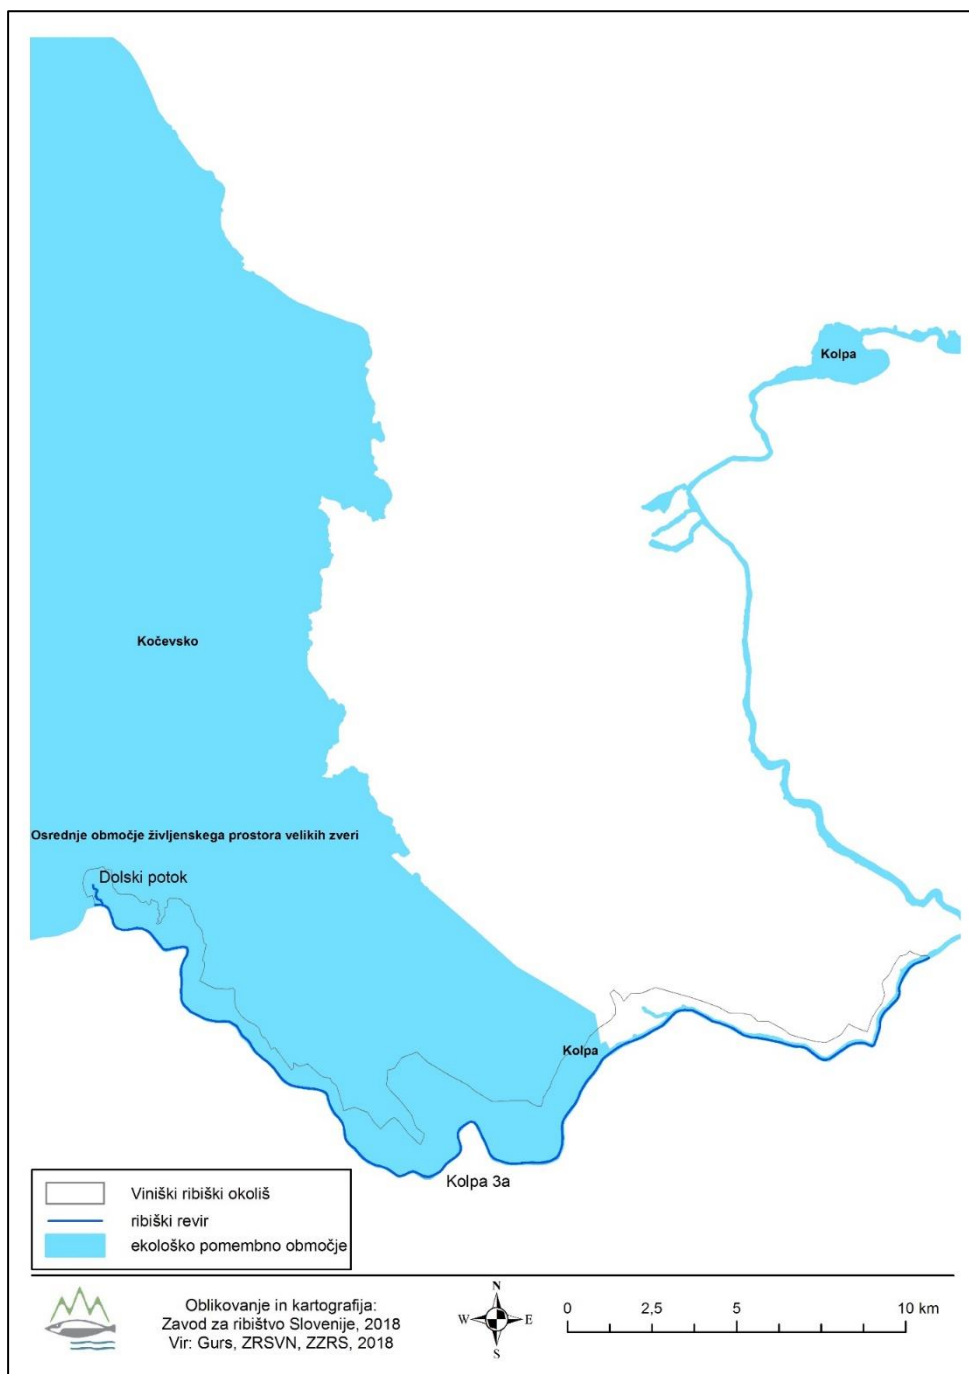 Kolpa
Kočevsko
Osrednje območje življenskega prostora velikih zveri
Dolski potok
Kolpa
Kolpa 3a
Viniški ribiški okoliš
ribiški revir
ekološko pomembno območje
Oblikovanje in kartografija:
Zavod za ribištvo Slovenije, 2018
Vir: Gurs, ZRSVN, ZZRS, 2018
N
W E
S
0 2,5 5 10 km